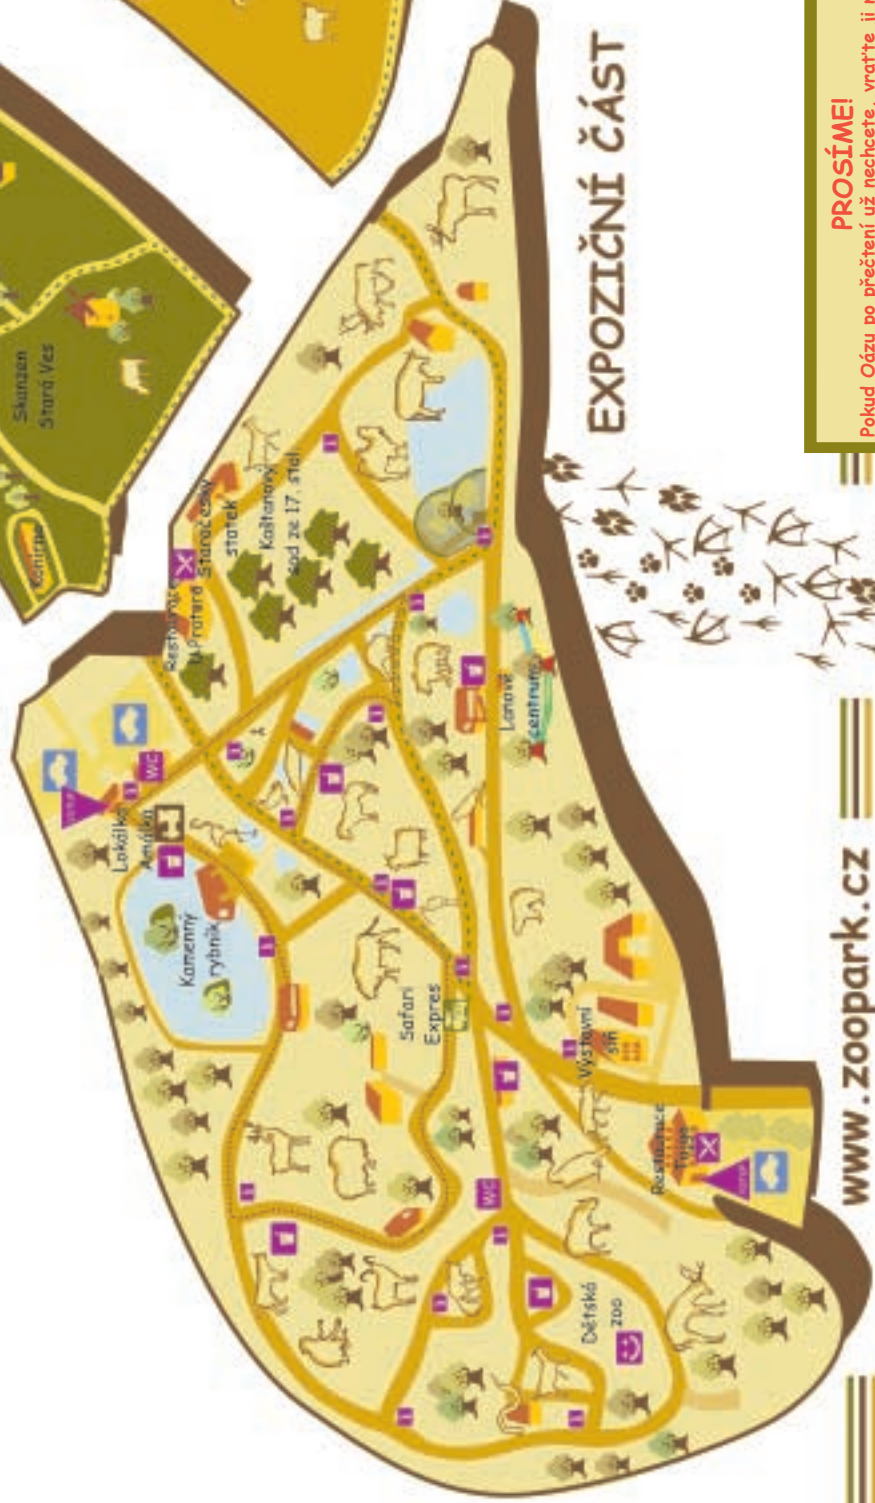 Skanzen
Stará Ves
EXPOZIČNÍ ČÁST
PROSÍME!
Pokud Oázu po přečtení už nechcete, vraťte ji
Restaurace
U Pratura
Staročeský
statek
Kaštanový
sad ze 17. stol.
WC
Lokálka
Amálka
Kamenný
rybník
Lanové
centrum
Safari
Expres
Výstavní
síň
Restaurace
WC
Dětská
zoo
www.zoopark.cz